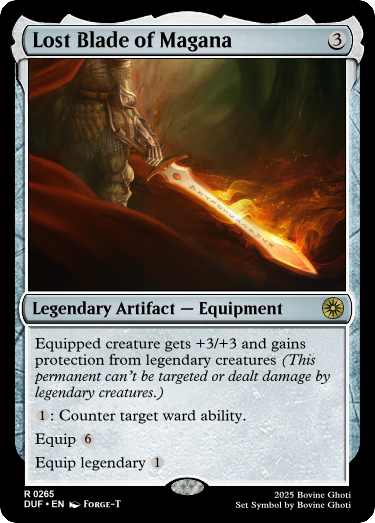 Lost Blade of Magana 3
Legendary Artifact — Equipment
Equipped creature gets +3/+3 and gains
protection from legendary creatures (This
permanent can't be targeted or dealt damage by
legendary creatures.)
1: Counter target ward ability.
Equip 6
Equip legendary 1
R 0265 2025 Bovine Ghoti
DUF • EN Forge-T Set Symbol by Bovine Ghoti